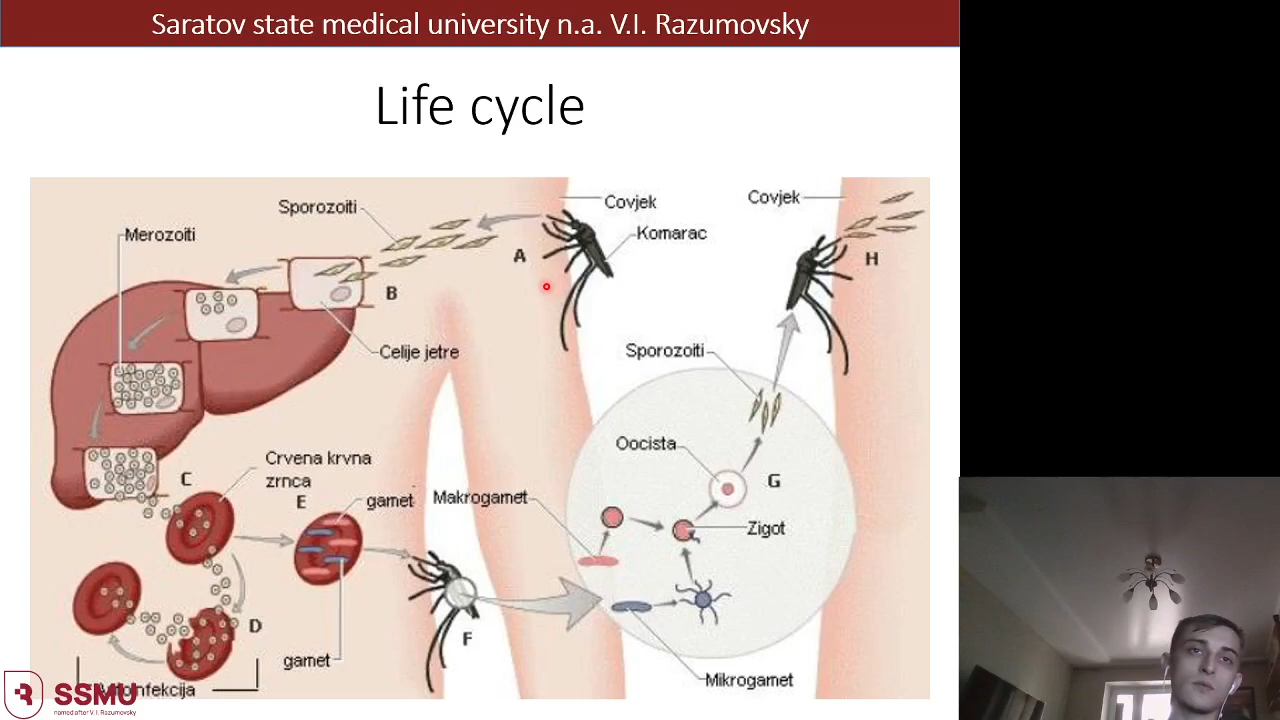 Saratov state medical university n.a. V.I. Razumovsky
Life cycle
Sporozoiti
Merozoiti
A
B
Covjek
Komarac
Covjek
H
Celije jetre
Sporozoiti
Oocista
G
Zigot
Makrogamet
Mikrogamet
C
Crvena krvna
zrnca
E
gamet
D
gamet
F
SSMU
named after V. I. Razumovsky